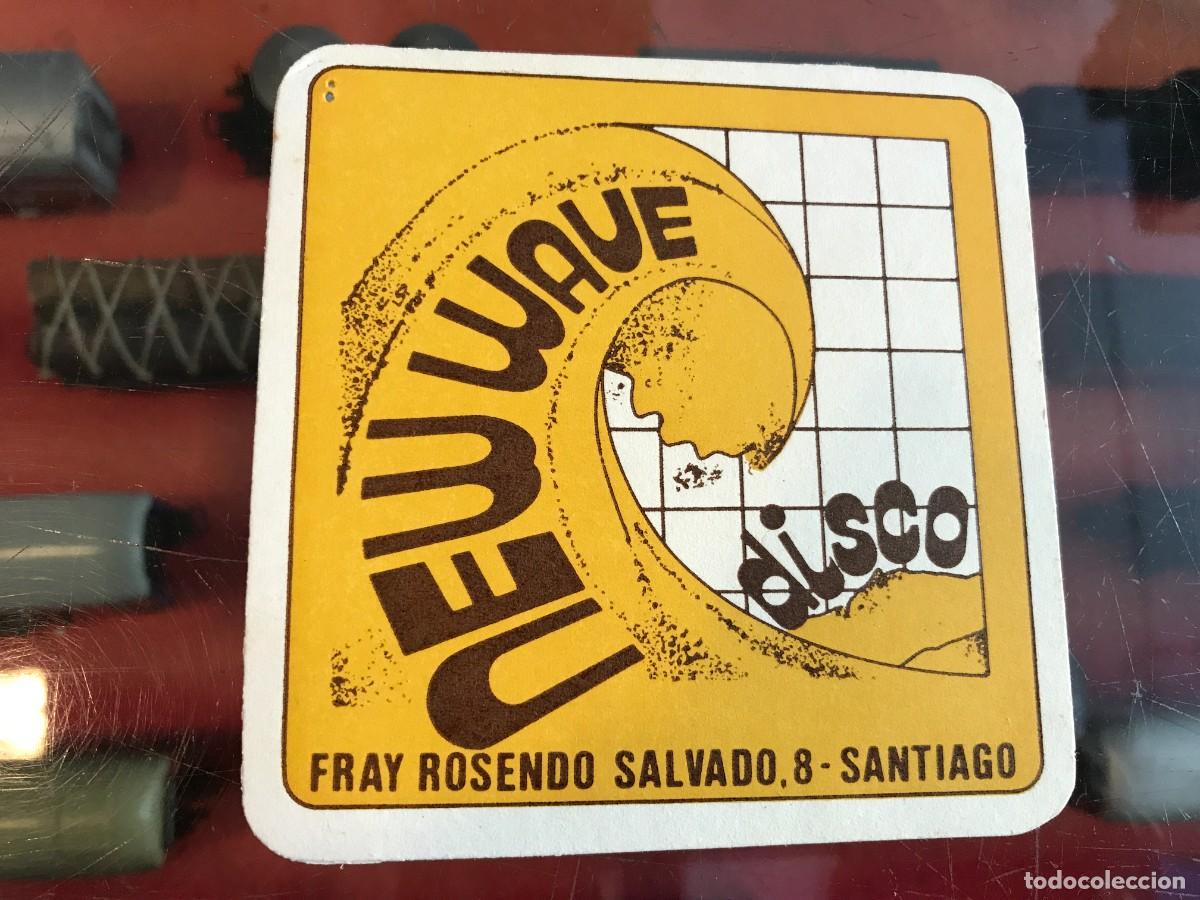 NEW WAVE
disco
FRAY ROSENDO SALVADO, 8 - SANTIAGO
todocoleccion